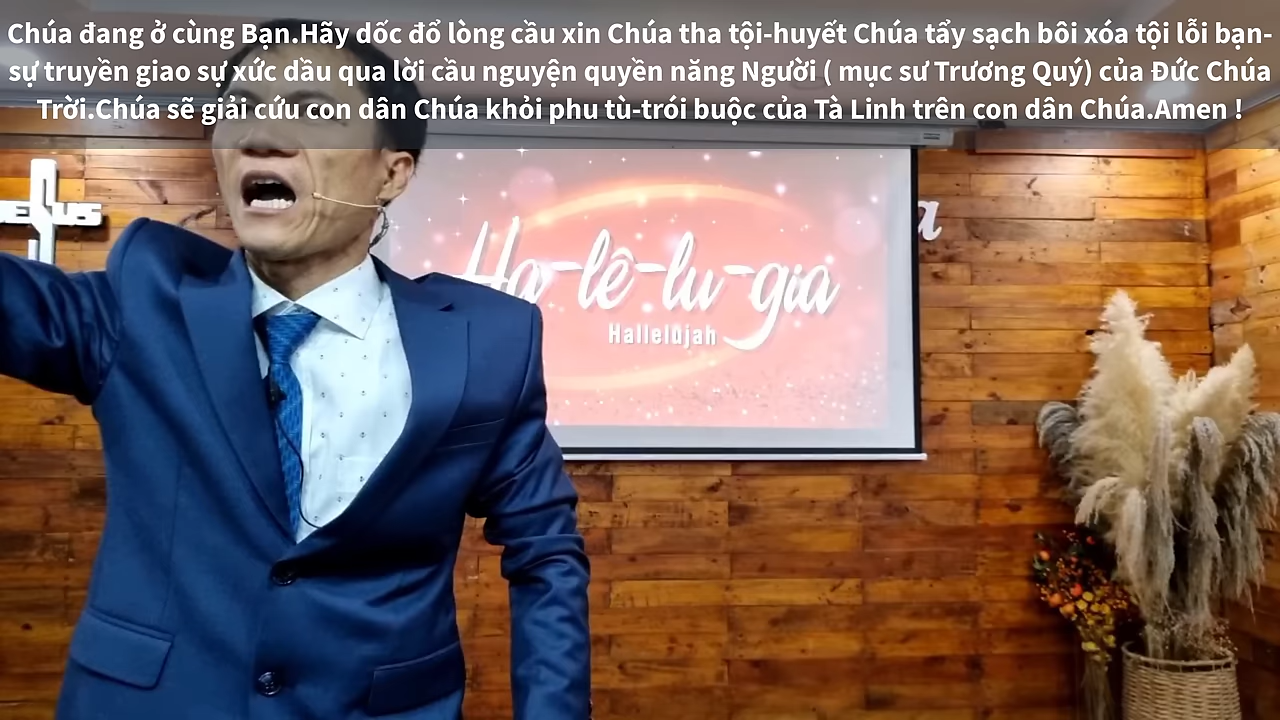 Chúa đang ở cùng Bạn.Hãy dốc đổ lòng cầu xin Chúa tha tội-huyết Chúa tẩy sạch bôi xóa tội lỗi bạn-
sự truyền giao sự xức dầu qua lời cầu nguyện quyền năng Người ( mục sư Trương Quý) của Đức Chúa
Trời.Chúa sẽ giải cứu con dân Chúa khỏi phu tù-trói buộc của Tà Linh trên con dân Chúa.Amen !
JESUS
a
Ha-lê-lu-gia
Hallelujah